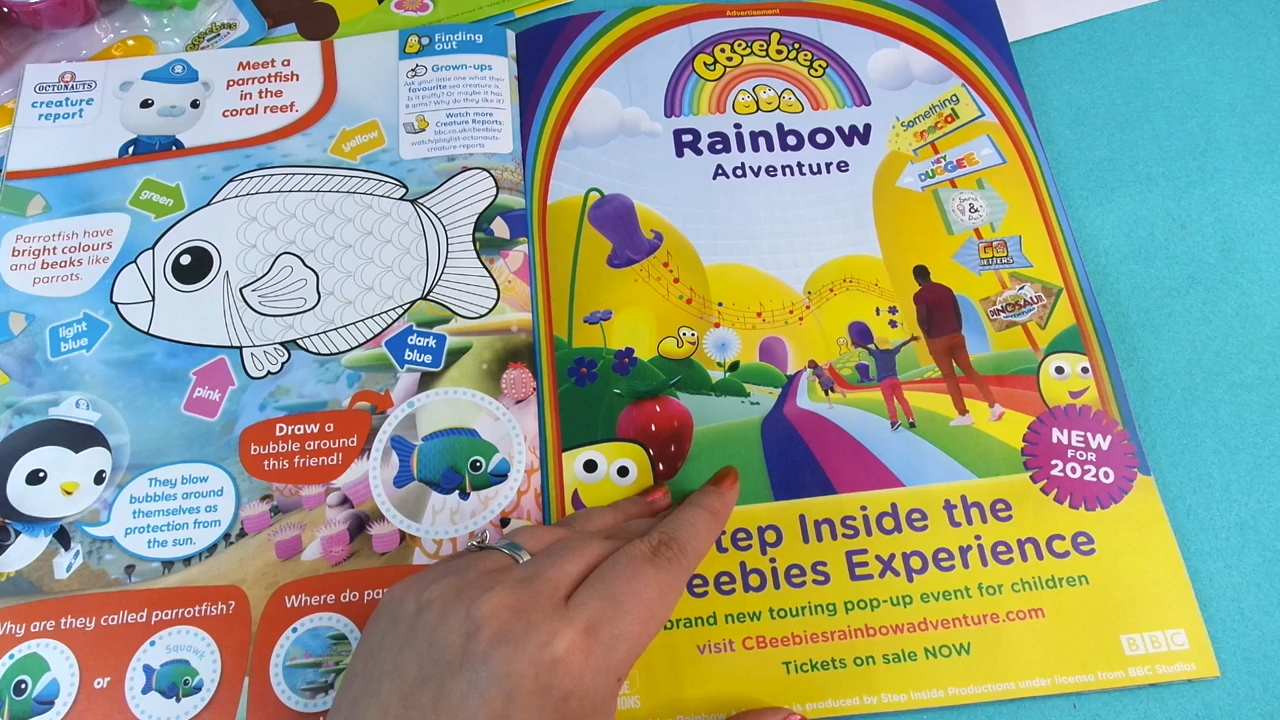 OCTONAUTS
creature
report
Meet a
parrotfish
in the
coral reef.
Finding
out
Grown-ups
Ask your little one what their
favourite sea creature is.
Is it puffy? Or maybe it has
8 arms? Why do they like it?
Watch more
Creature Reports:
bbc.co.uk/cbeebies/
watch/playlist-octonauts-
creature-reports
yellow
green
Parrotfish have
bright colours
and beaks like
parrots.
light
blue
dark
blue
pink
Draw a
bubble around
this friend!
They blow
bubbles around
themselves as
protection from
the sun.
Why are they called parrotfish?
or
Squawk
Where do
Advertisement
CBeebies
Rainbow
Adventure
Something
Special
HEY
DUGGEE
&
GO
JETTERS
DINOSAUR
ADVENTURE
NEW
FOR
2020
tep Inside the
eebies Experience
brand new touring pop-up event for children
visit CBeebiesrainbowadventure.com
Tickets on sale NOW
BBC
is produced by Step Inside Productions under license from BBC Studios